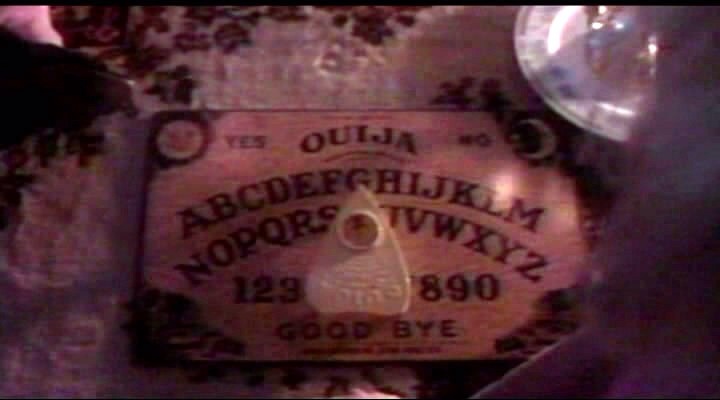 YES OUIJA NO
ABCDEFGHIJKLM
NOPQRS UVWXYZ
123 890
GOOD BYE